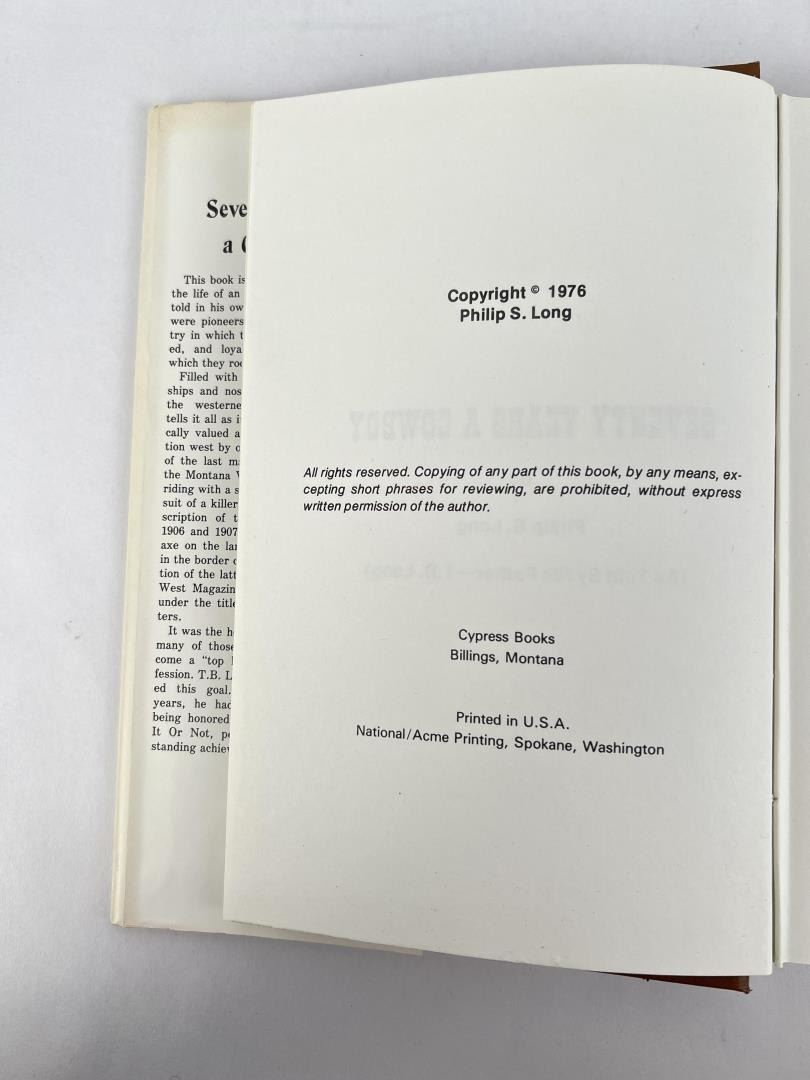 Seve
a
This book is
the life of an
told in his ow
were pioneers
try in which t
ed, and loya
which they ro
Filled with
ships and nos
the westerne
tells it all as i
cally valued a
tion west by
of the last m
the Montana
riding with a s
suit of a killer
scription of t
1906 and 1907
axe on the la
in the border
tion of the lat
West Magazin
under the title
ters.
It was the h
many of those
come a “top
fession. T.B. L
ed this goal.
years, he had
being honored
It Or Not, p
standing achie
Copyright © 1976
Philip S. Long
SEVENTY YEARS A COWBOY
All rights reserved. Copying of any part of this book, by any means, ex-
cepting short phrases for reviewing, are prohibited, without express
written permission of the author.
Philip S. Long
Cypress Books
Billings, Montana
Printed in U.S.A.
National/Acme Printing, Spokane, Washington